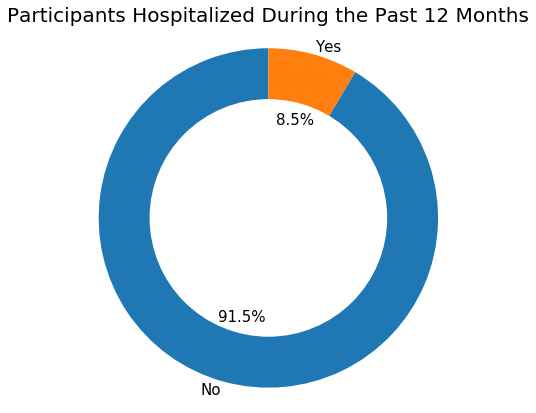 Participants Hospitalized During the Past 12 Months
Yes
8.5%
91.5%
No